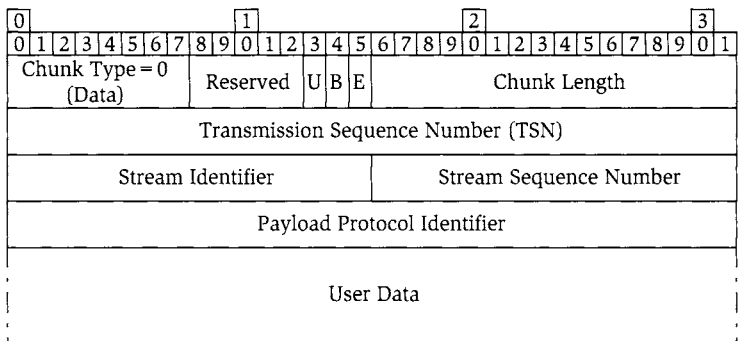 0 1 2 3
0 1 2 3 4 5 6 7 8 9 0 1 2 3 4 5 6 7 8 9 0 1 2 3 4 5 6 7 8 9 0 1
Chunk Type = 0
(Data)
Reserved
U
B
E
Chunk Length
Transmission Sequence Number (TSN)
Stream Identifier
Stream Sequence Number
Payload Protocol Identifier
User Data